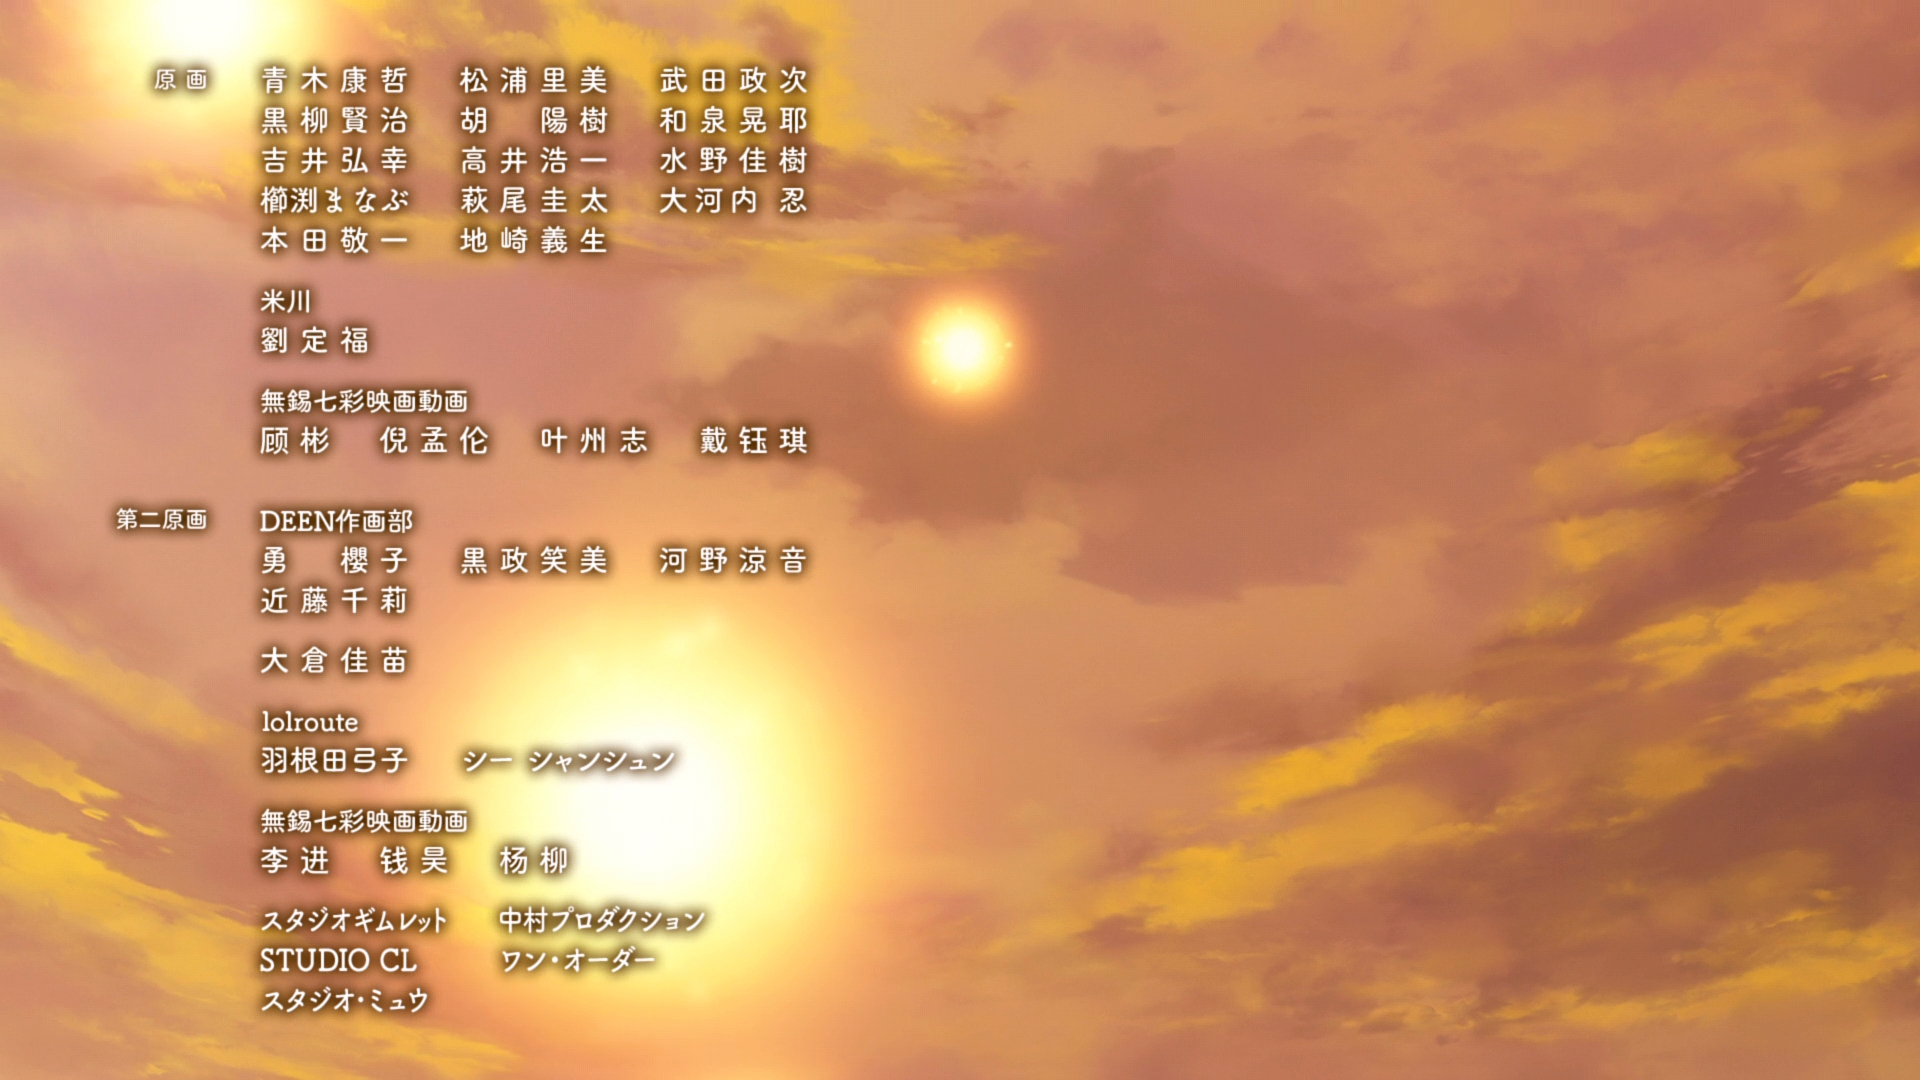 原画 青木康哲 松浦里美 武田政次
黒柳賢治 胡 陽樹 和泉晃耶
吉井弘幸 高井浩一 水野佳樹
櫛渕まなぶ 萩尾圭太 大河内 忍
本田敬一 地崎義生
米川
劉定福
無錫七彩映画動画
顾彬 倪孟伦 叶州志 戴钰琪
第二原画 DEEN作画部
勇 櫻子 黒政笑美 河野涼音
近藤千莉
大倉佳苗
lolroute
羽根田弓子 シー シャンシュン
無錫七彩映画動画
李进 钱昊 杨柳
スタジオギムレット 中村プロダクション
STUDIO CL ワン・オーダー
スタジオ・ミュウ